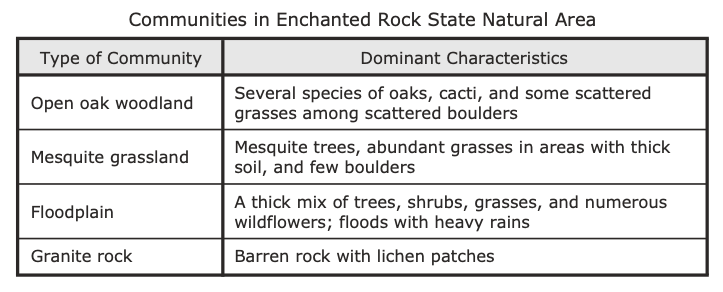 Communities in Enchanted Rock State Natural Area
Type of Community
Dominant Characteristics
Open oak woodland
Several species of oaks, cacti, and some scattered
grasses among scattered boulders
Mesquite grassland
Mesquite trees, abundant grasses in areas with thick
soil, and few boulders
Floodplain
A thick mix of trees, shrubs, grasses, and numerous
wildflowers; floods with heavy rains
Granite rock
Barren rock with lichen patches